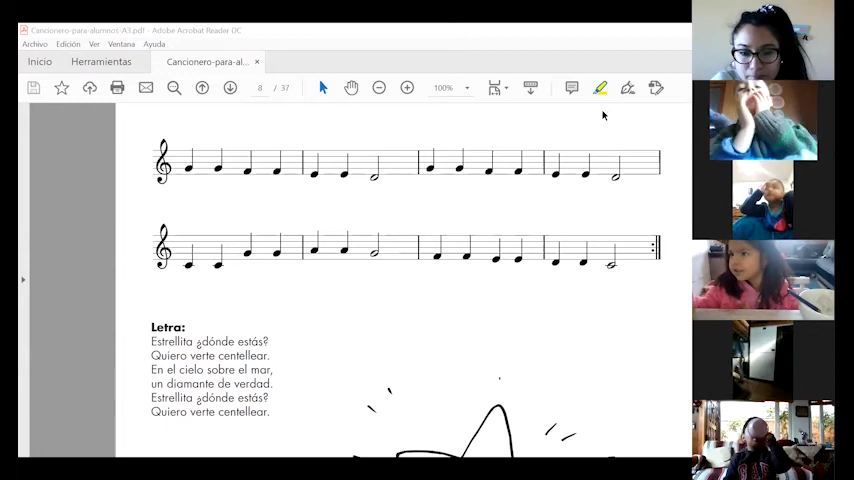 Cancionero-para-alumnos-A3.pdf - Adobe Acrobat Reader DC
Archivo Edición Ver Ventana Ayuda
Inicio Herramientas Cancionero-para-al... ×
8 / 37 100%
Letra:
Estrellita ¿dónde estás?
Quiero verte centellear.
En el cielo sobre el mar,
un diamante de verdad.
Estrellita ¿dónde estás?
Quiero verte centellear.